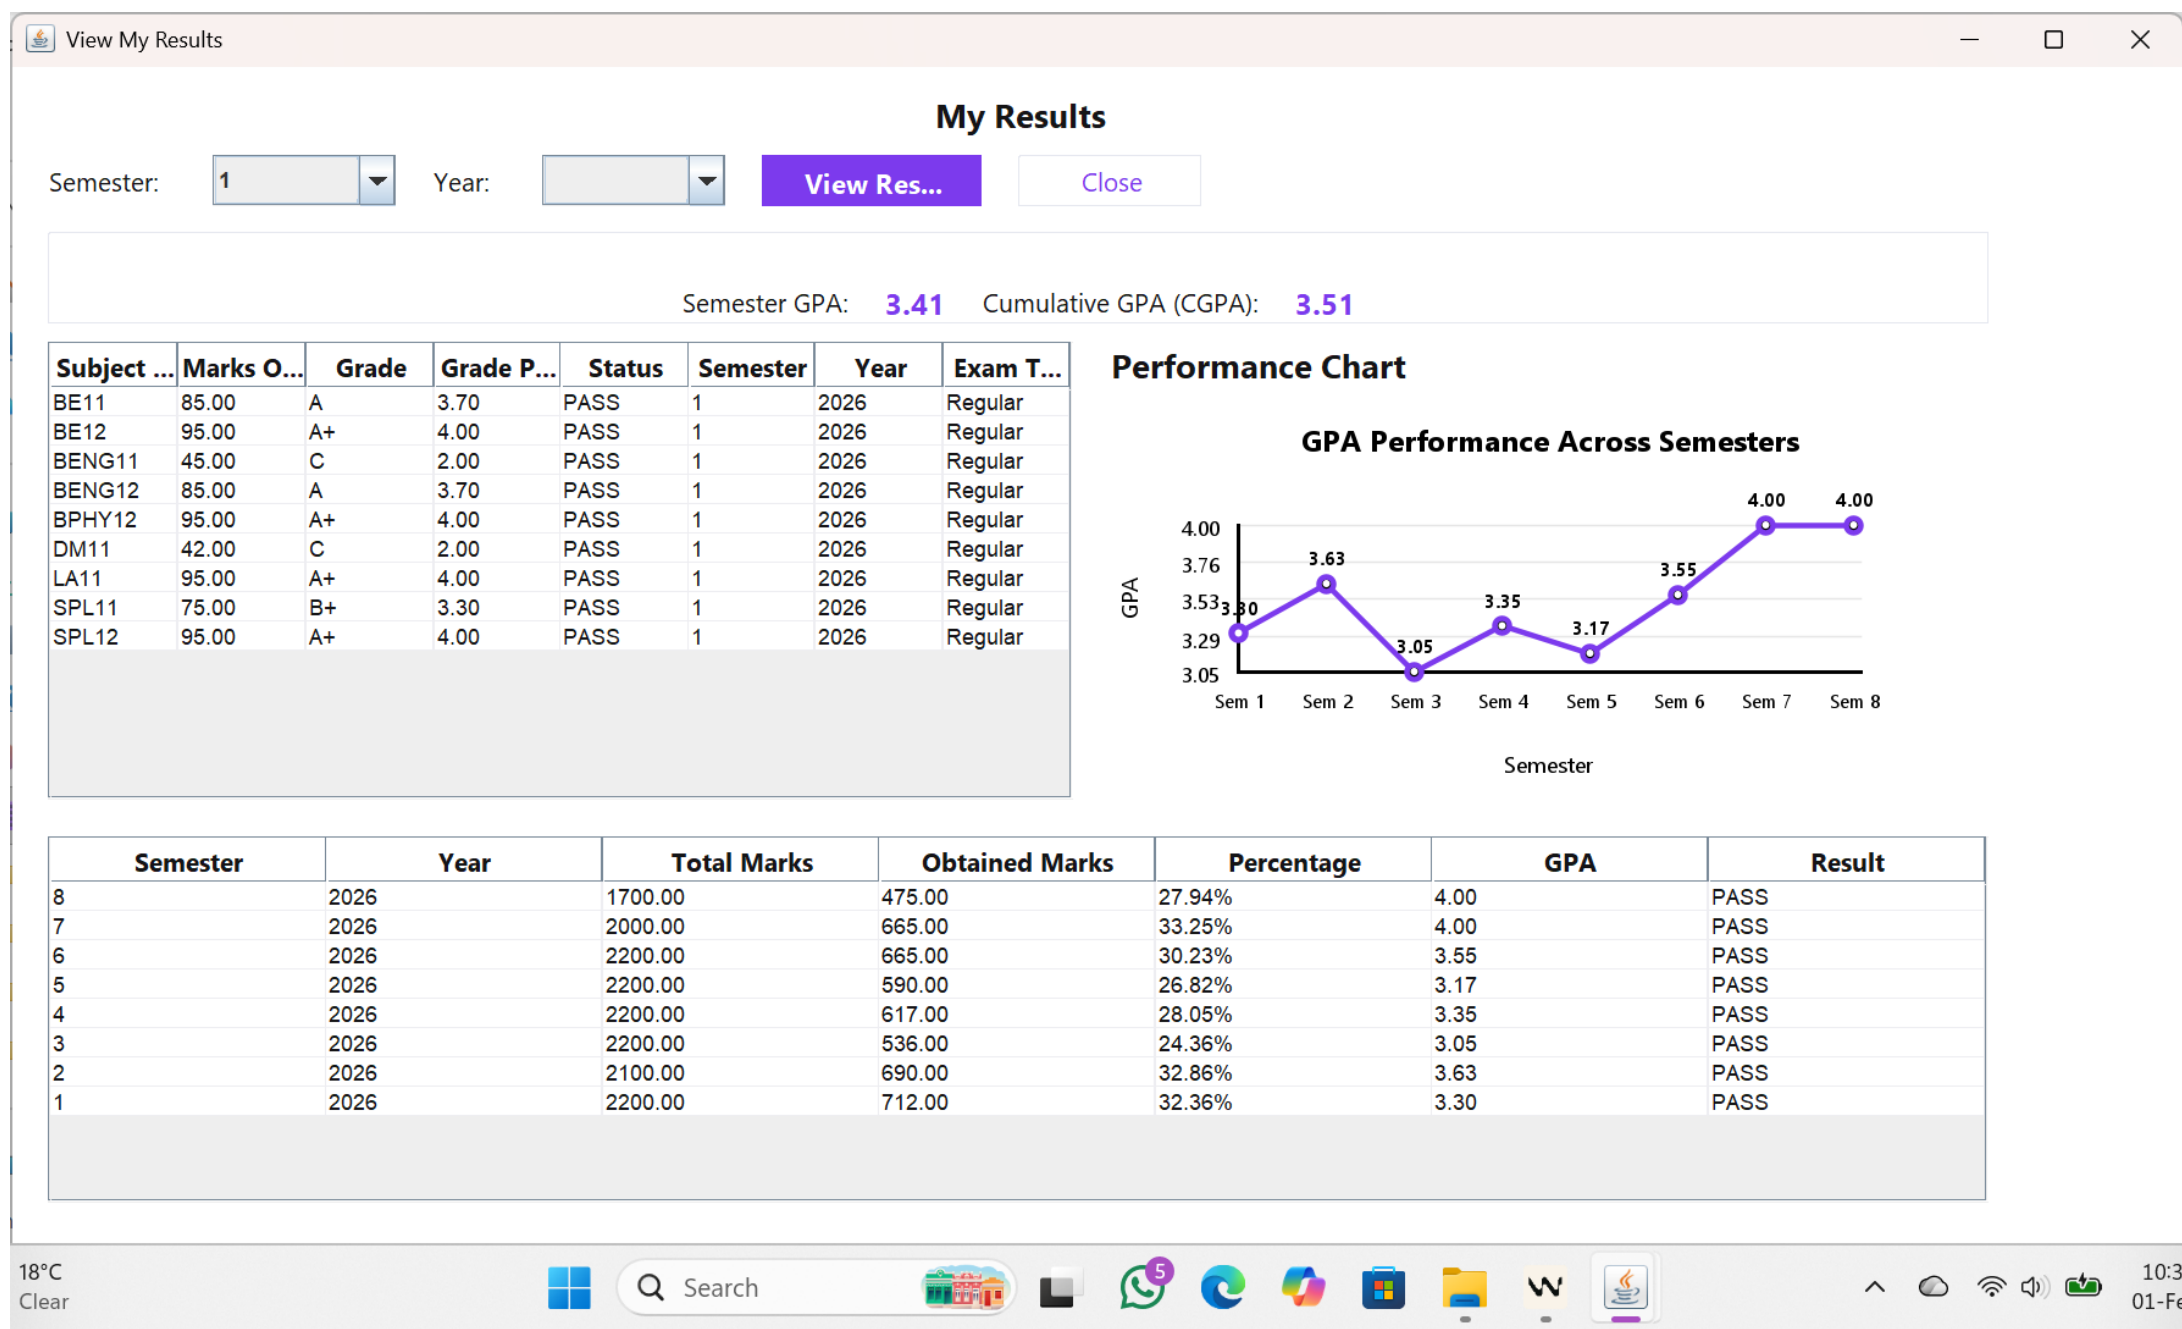 View My Results
My Results
Semester: 1 Year: View Res... Close
Semester GPA: 3.41 Cumulative GPA (CGPA): 3.51
Subject ... Marks O... Grade Grade P... Status Semester Year Exam T...
BE11 85.00 A 3.70 PASS 1 2026 Regular
BE12 95.00 A+ 4.00 PASS 1 2026 Regular
BENG11 45.00 C 2.00 PASS 1 2026 Regular
BENG12 85.00 A 3.70 PASS 1 2026 Regular
BPHY12 95.00 A+ 4.00 PASS 1 2026 Regular
DM11 42.00 C 2.00 PASS 1 2026 Regular
LA11 95.00 A+ 4.00 PASS 1 2026 Regular
SPL11 75.00 B+ 3.30 PASS 1 2026 Regular
SPL12 95.00 A+ 4.00 PASS 1 2026 Regular
Performance Chart
GPA Performance Across Semesters
4.00 4.00
4.00
3.63
3.76
3.55
3.53 3.30 3.35
3.17
3.29 3.05
3.05
GPA
Sem 1 Sem 2 Sem 3 Sem 4 Sem 5 Sem 6 Sem 7 Sem 8
Semester
Semester Year Total Marks Obtained Marks Percentage GPA Result
8 2026 1700.00 475.00 27.94% 4.00 PASS
7 2026 2000.00 665.00 33.25% 4.00 PASS
6 2026 2200.00 665.00 30.23% 3.55 PASS
5 2026 2200.00 590.00 26.82% 3.17 PASS
4 2026 2200.00 617.00 28.05% 3.35 PASS
3 2026 2200.00 536.00 24.36% 3.05 PASS
2 2026 2100.00 690.00 32.86% 3.63 PASS
1 2026 2200.00 712.00 32.36% 3.30 PASS
18°C
Clear
Search
5
10:3
01-Fe